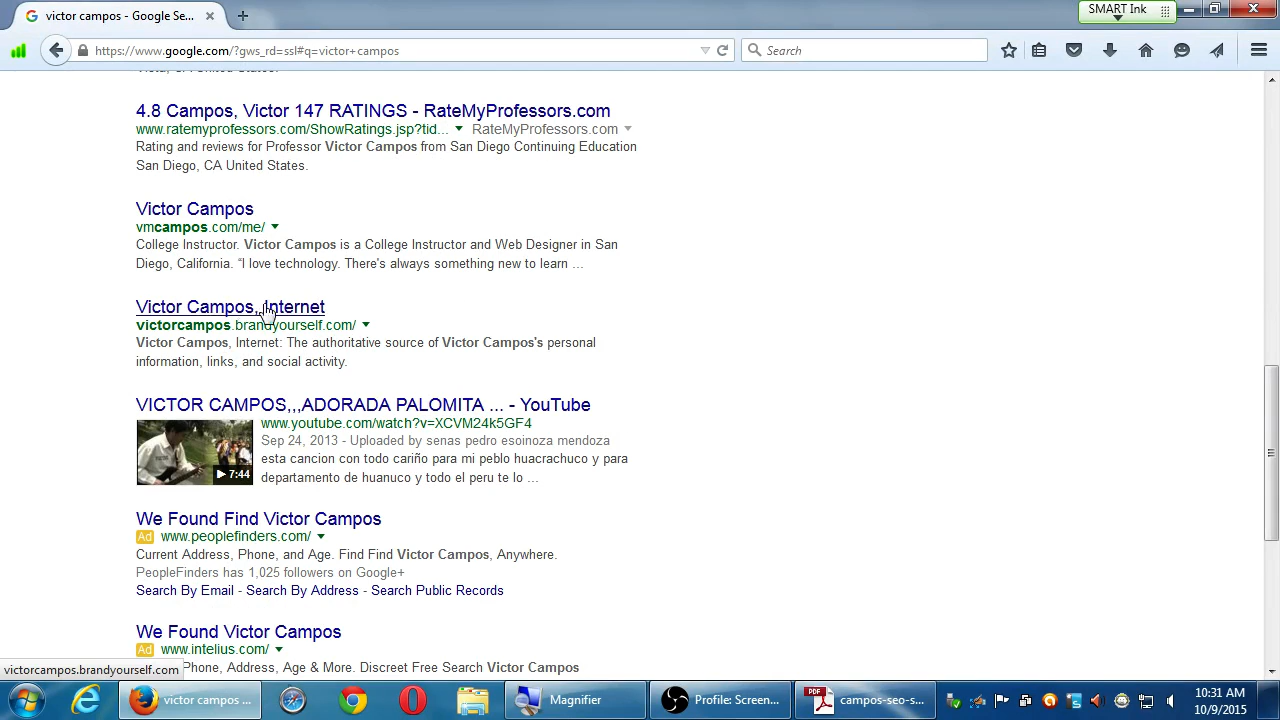 victor campos - Google Se...
SMART Ink
https://www.google.com/?gws_rd=ssl#q=victor+campos
Search
4.8 Campos, Victor 147 RATINGS - RateMyProfessors.com
www.ratemyprofessors.com/ShowRatings.jsp?tid... RateMyProfessors.com
Rating and reviews for Professor Victor Campos from San Diego Continuing Education
San Diego, CA United States.
Victor Campos
vmcampos.com/me/
College Instructor. Victor Campos is a College Instructor and Web Designer in San
Diego, California. “I love technology. There's always something new to learn ...
Victor Campos, Internet
victorcampos.brandyourself.com/
Victor Campos, Internet: The authoritative source of Victor Campos's personal
information, links, and social activity.
VICTOR CAMPOS,,,ADORADA PALOMITA ... - YouTube
www.youtube.com/watch?v=XCVM24k5GF4
Sep 24, 2013 - Uploaded by senas pedro esoinoza mendoza
esta cancion con todo cariño para mi peblo huacrachuco y para
departamento de huanuco y todo el peru te lo ...
7:44
We Found Find Victor Campos
Ad www.peoplefinders.com/
Current Address, Phone, and Age. Find Find Victor Campos, Anywhere.
PeopleFinders has 1,025 followers on Google+
Search By Email - Search By Address - Search Public Records
We Found Victor Campos
Ad www.intelius.com/
Phone, Address, Age & More. Discreet Free Search Victor Campos
victorcampos.brandyourself.com
victor campos ...
Magnifier
Profile: Screen...
PDF
campos-seo-s...
10:31 AM
10/9/2015